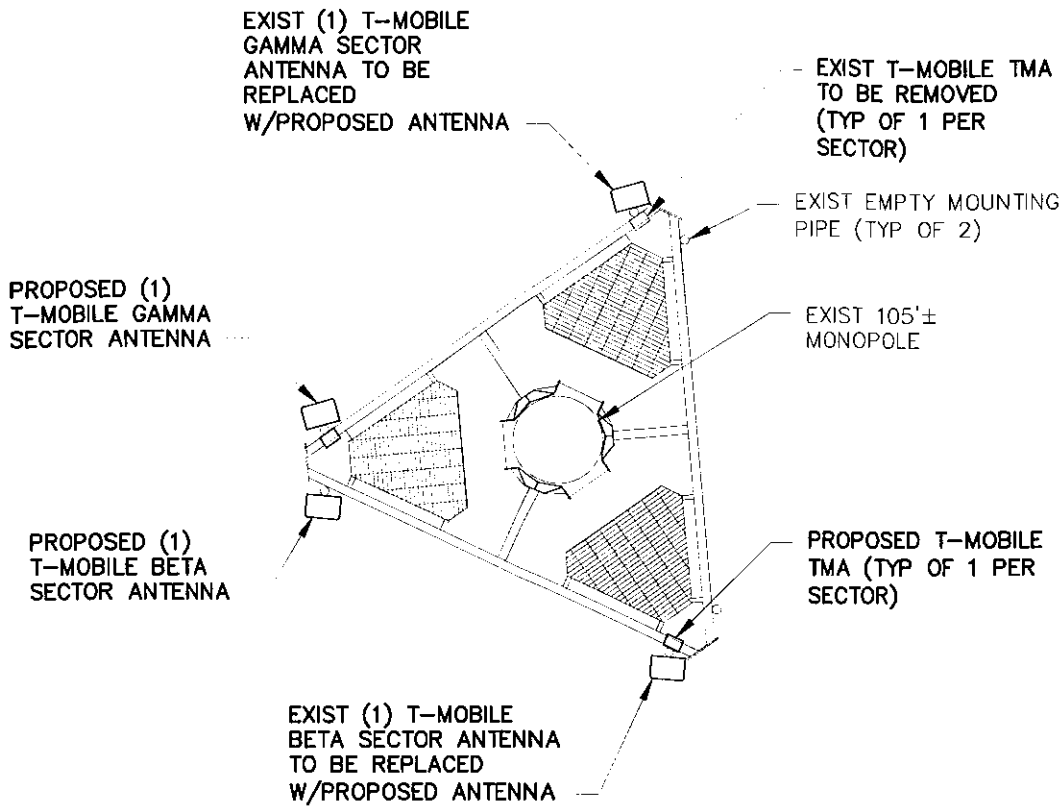 EXIST (1) T-MOBILE
GAMMA SECTOR
ANTENNA TO BE
REPLACED
W/PROPOSED ANTENNA
EXIST T-MOBILE TMA
TO BE REMOVED
(TYP OF 1 PER
SECTOR)
EXIST EMPTY MOUNTING
PIPE (TYP OF 2)
PROPOSED (1)
T-MOBILE GAMMA
SECTOR ANTENNA
EXIST 105'±
MONOPOLE
PROPOSED (1)
T-MOBILE BETA
SECTOR ANTENNA
PROPOSED T-MOBILE
TMA (TYP OF 1 PER
SECTOR)
EXIST (1) T-MOBILE
BETA SECTOR ANTENNA
TO BE REPLACED
W/PROPOSED ANTENNA